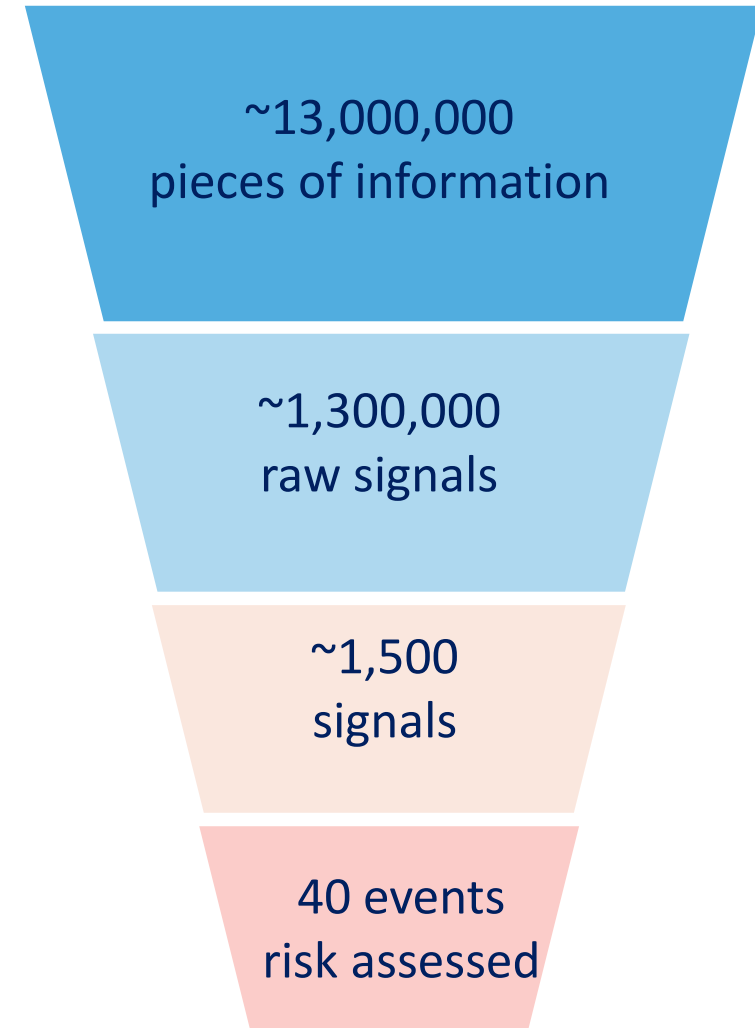 ~13,000,000
pieces of information
~1,300,000
raw signals
~1,500
signals
40 events
risk assessed